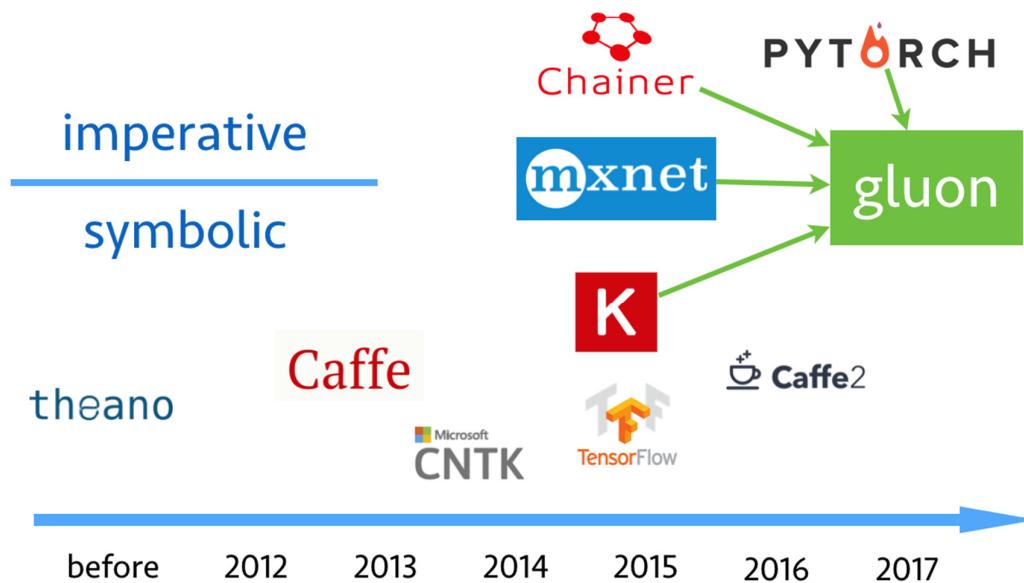 Chainer
PYTORCH
imperative
mxnet
gluon
symbolic
K
Caffe
Caffe2
theano
Microsoft
CNTK
TensorFlow
before 2012 2013 2014 2015 2016 2017